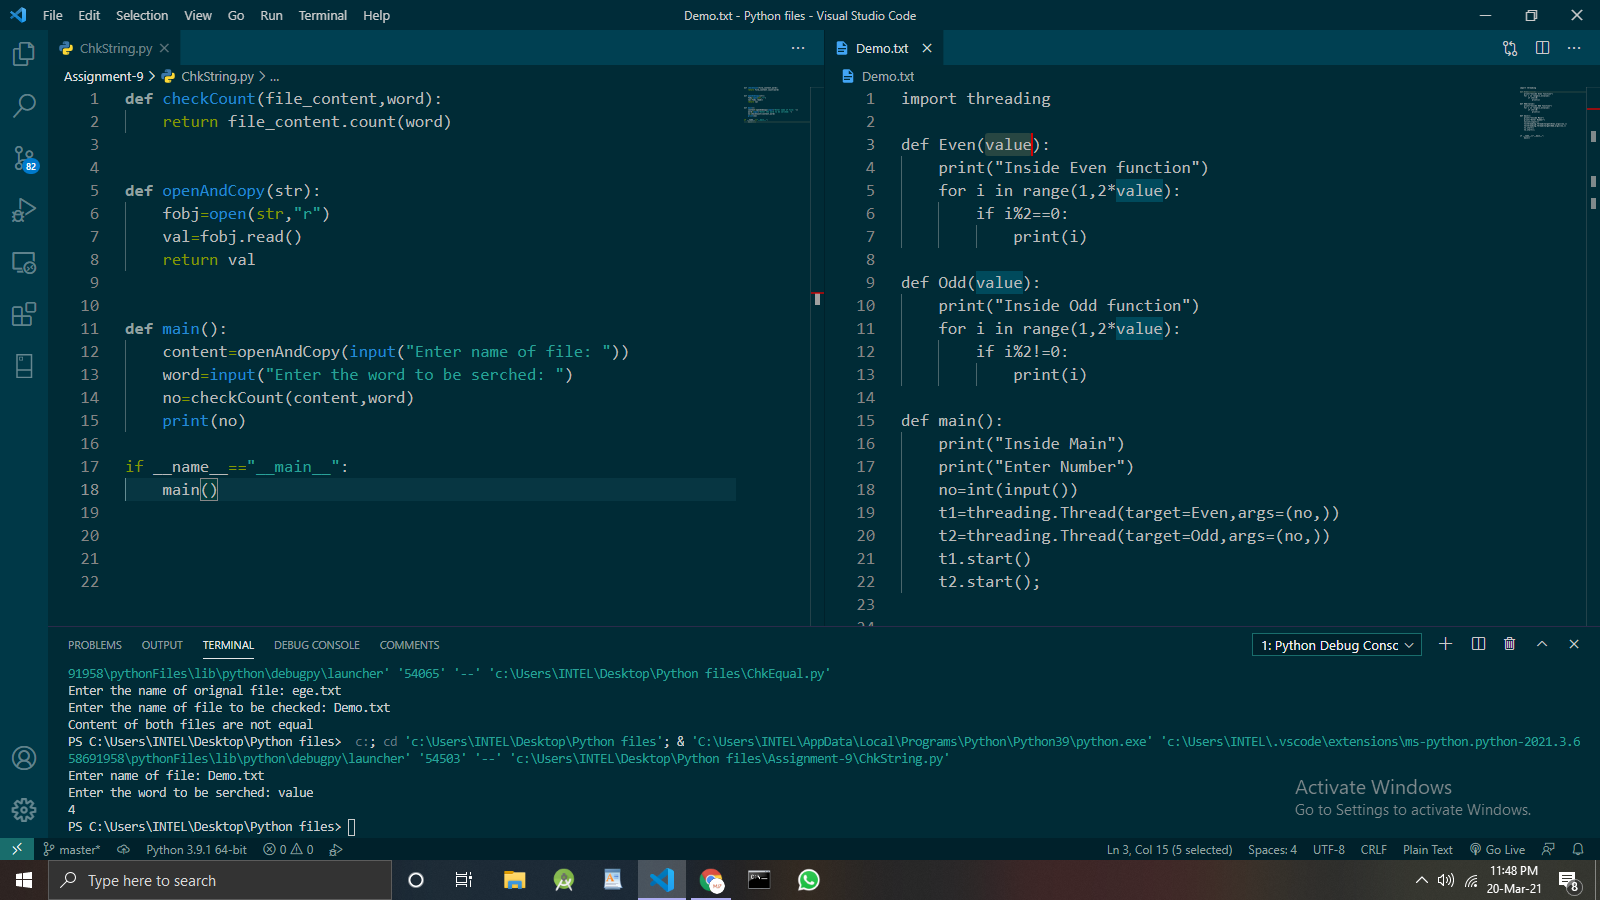 File Edit Selection View Go Run Terminal Help
Demo.txt - Python files - Visual Studio Code
ChkString.py
Assignment-9 > ChkString.py > ...
1 def checkCount(file_content,word):
2 return file_content.count(word)
3
4
5 def openAndCopy(str):
6 fobj=open(str,"r")
7 val=fobj.read()
8 return val
9
10
11 def main():
12 content=openAndCopy(input("Enter name of file: "))
13 word=input("Enter the word to be serched: ")
14 no=checkCount(content,word)
15 print(no)
16
17 if __name__=="__main__":
18 main()
19
20
21
22
Demo.txt
Demo.txt
1 import threading
2
3 def Even(value):
4 print("Inside Even function")
5 for i in range(1,2*value):
6 if i%2==0:
7 print(i)
8
9 def Odd(value):
10 print("Inside Odd function")
11 for i in range(1,2*value):
12 if i%2!=0:
13 print(i)
14
15 def main():
16 print("Inside Main")
17 print("Enter Number")
18 no=int(input())
19 t1=threading.Thread(target=Even,args=(no,))
20 t2=threading.Thread(target=Odd,args=(no,))
21 t1.start()
22 t2.start();
23
82
PROBLEMS OUTPUT TERMINAL DEBUG CONSOLE COMMENTS
1: Python Debug Consc
91958\pythonFiles\lib\python\debugpy\launcher' '54065' '--' 'c:\Users\INTEL\Desktop\Python files\ChkEqual.py'
Enter the name of orignal file: ege.txt
Enter the name of file to be checked: Demo.txt
Content of both files are not equal
PS C:\Users\INTEL\Desktop\Python files>  c:; cd 'c:\Users\INTEL\Desktop\Python files'; & 'C:\Users\INTEL\AppData\Local\Programs\Python\Python39\python.exe' 'c:\Users\INTEL\.vscode\extensions\ms-python.python-2021.3.6
58691958\pythonFiles\lib\python\debugpy\launcher' '54503' '--' 'c:\Users\INTEL\Desktop\Python files\Assignment-9\ChkString.py'
Enter name of file: Demo.txt
Enter the word to be serched: value
4
PS C:\Users\INTEL\Desktop\Python files>
Activate Windows
Go to Settings to activate Windows.
master* Python 3.9.1 64-bit 0 0 Ln 3, Col 15 (5 selected) Spaces: 4 UTF-8 CRLF Plain Text Go Live
Type here to search
11:48 PM
20-Mar-21
8